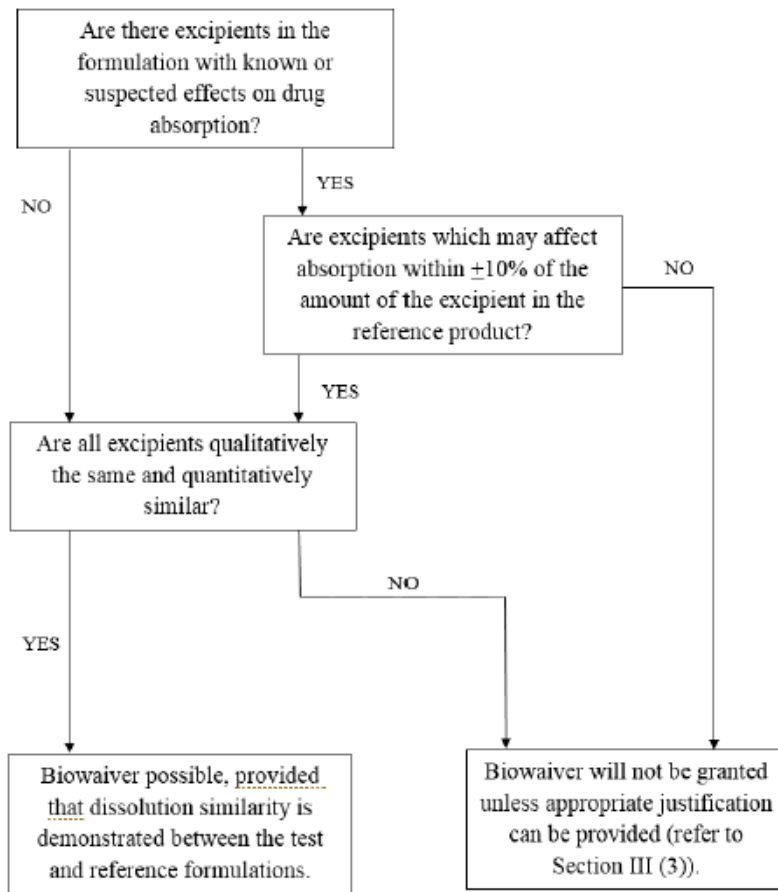 Are there excipients in the
formulation with known or
suspected effects on drug
absorption?
NO
YES
Are excipients which may affect
absorption within ±10% of the
amount of the excipient in the
reference product?
NO
YES
Are all excipients qualitatively
the same and quantitatively
similar?
NO
YES
Biowaiver possible, provided
that dissolution similarity is
demonstrated between the test
and reference formulations.
Biowaiver will not be granted
unless appropriate justification
can be provided (refer to
Section III (3)).